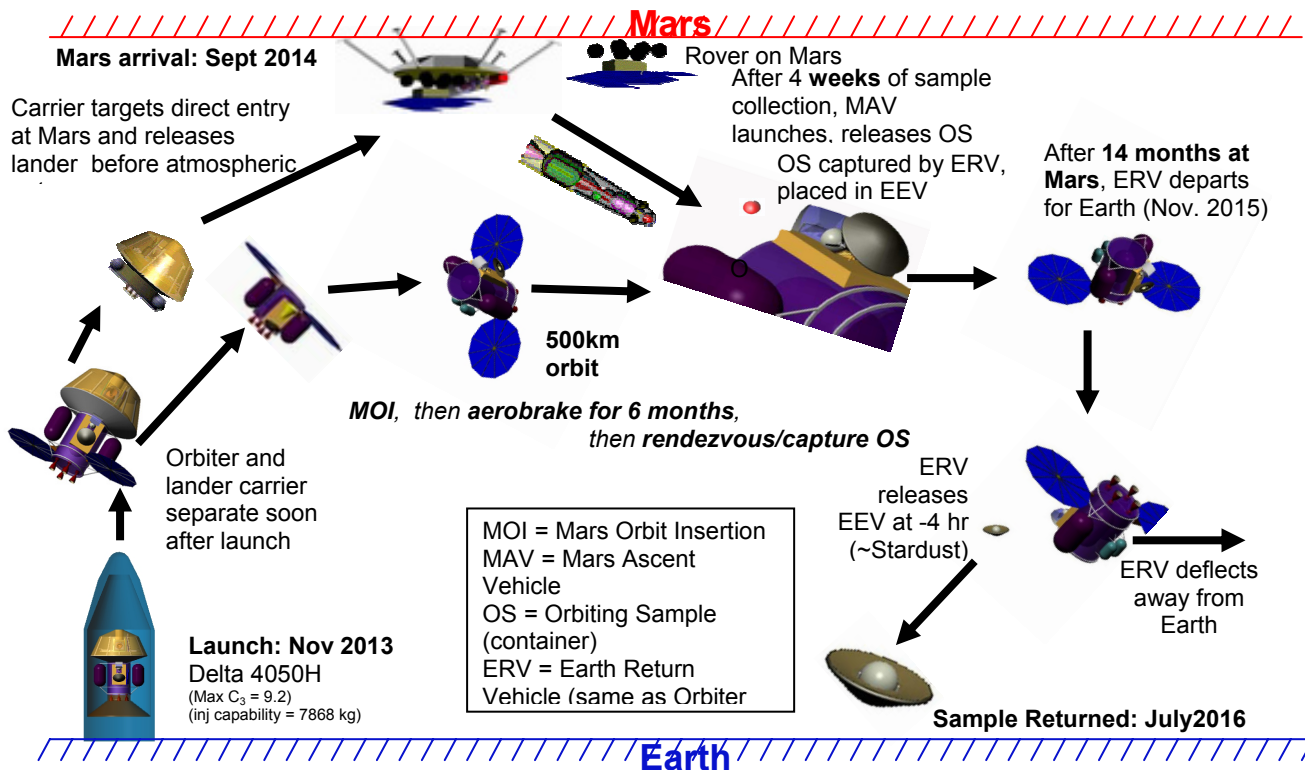 Mars
Mars arrival: Sept 2014
Carrier targets direct entry
at Mars and releases
lander before atmospheric
Rover on Mars
After 4 weeks of sample
collection, MAV
launches, releases OS
OS captured by ERV,
placed in EEV
After 14 months at
Mars, ERV departs
for Earth (Nov. 2015)
500km
orbit
MOI, then aerobrake for 6 months,
then rendezvous/capture OS
Orbiter and
lander carrier
separate soon
after launch
MOI = Mars Orbit Insertion
MAV = Mars Ascent
Vehicle
OS = Orbiting Sample
(container)
ERV = Earth Return
Vehicle (same as Orbiter
ERV
releases
EEV at -4 hr
(~Stardust)
ERV deflects
away from
Earth
Launch: Nov 2013
Delta 4050H
(Max C₃ = 9.2)
(inj capability = 7868 kg)
Sample Returned: July2016
Earth